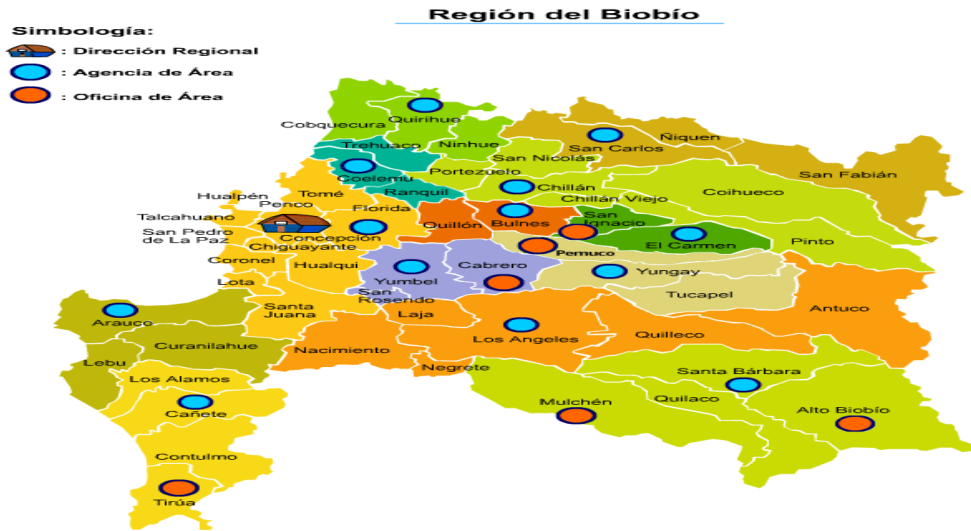 Región del Biobío
Simbología:
: Dirección Regional
: Agencia de Área
: Oficina de Área
Cobquecura
Quirihue
Ninhue
Trehuaco
Coelemu
Ranquil
Portezuelo
San Nicolás
San Carlos
Ñiquen
San Fabián
Chillán
Chillán Viejo
Coihueco
Pinto
Hualpén
Penco
Tomé
Florida
Talcahuano
San Pedro
de La Paz
Concepción
Chiguayante
Coronel
Hualqui
Lota
Santa
Juana
Quillón
Bulnes
San
Ignacio
El Carmen
Pemuco
Yungay
Tucapel
Yumbel
Cabrero
San
Rosendo
Laja
Los Angeles
Quilleco
Antuco
Nacimiento
Negrete
Arauco
Curanilahue
Lebu
Los Alamos
Cañete
Contulmo
Tirúa
Mulchén
Quilaco
Santa Bárbara
Alto Biobío